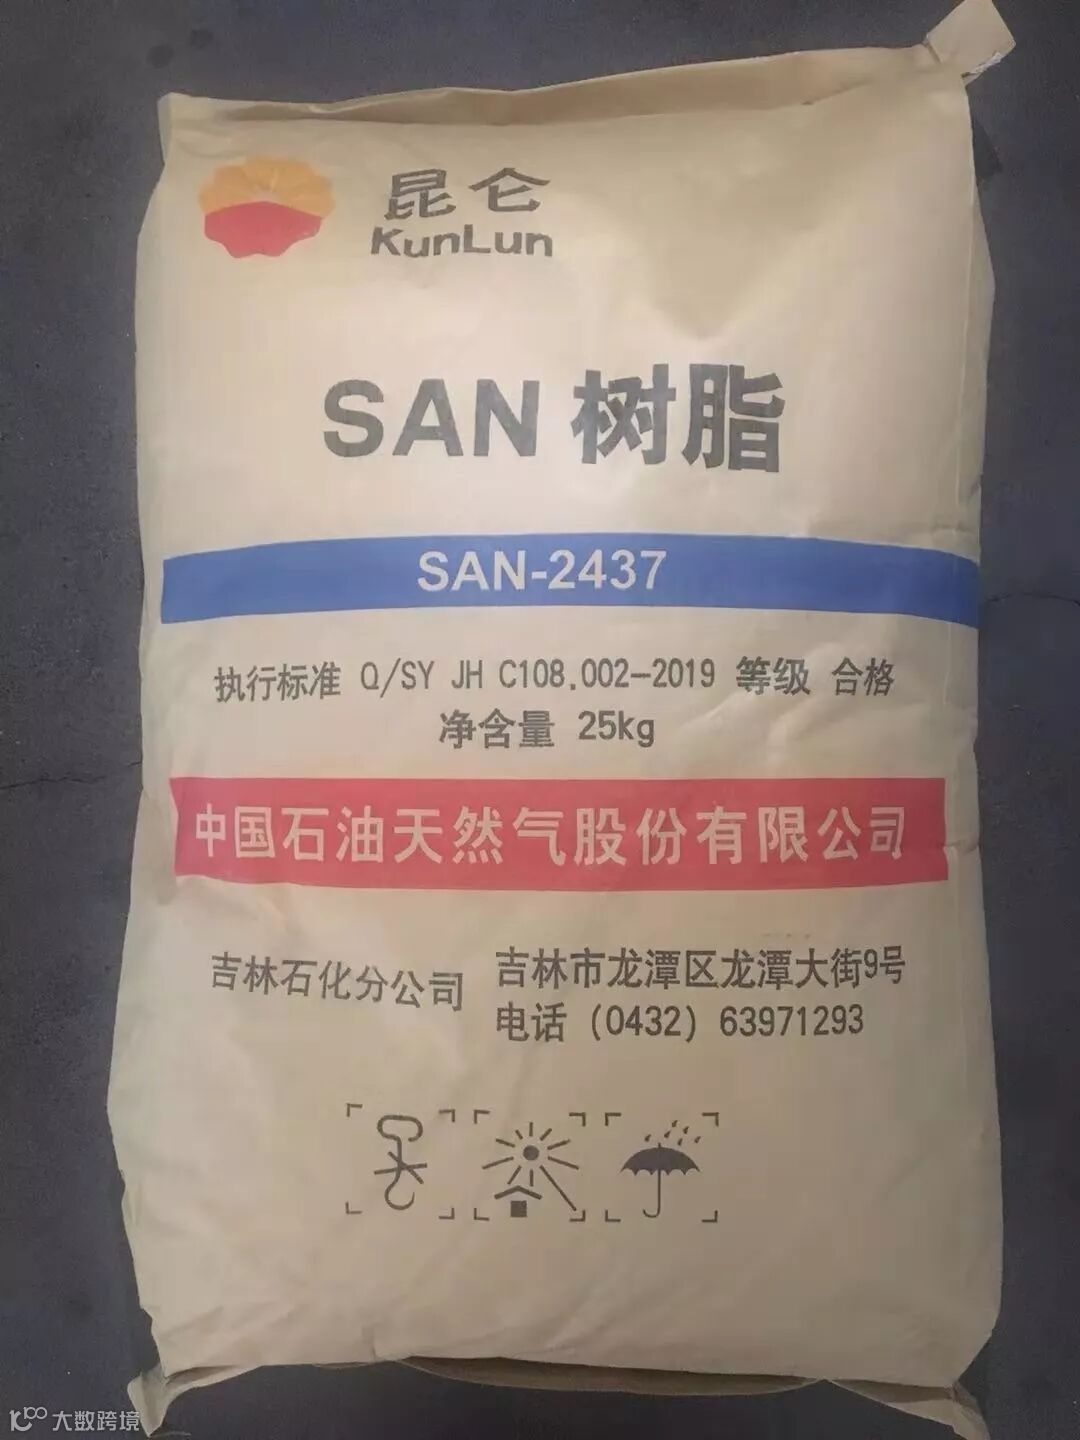 昆仑
KunLun
SAN 树脂
SAN-2437
执行标准 Q/SY JH C108.002-2019 等级 合格
净含量 25kg
中国石油天然气股份有限公司
吉林石化分公司
吉林市龙潭区龙潭大街9号
电话 (0432) 63971293
大数跨境